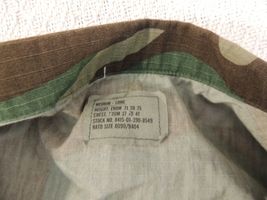 MEDIUM - LONG
HEIGHT: FROM 71 TO 75
CHEST: FROM 37 TO 41
STOCK NO. 8415-01-390-8549
NATO SIZE 8090/9404